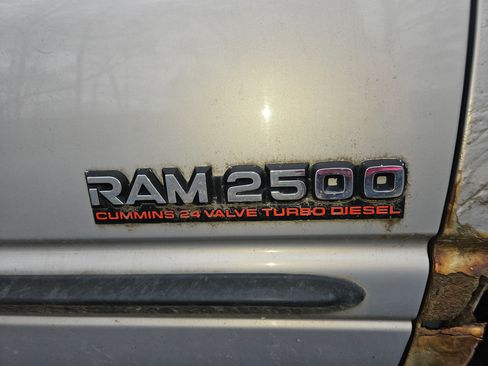 RAM 2500
CUMMINS 24 VALVE TURBO DIESEL